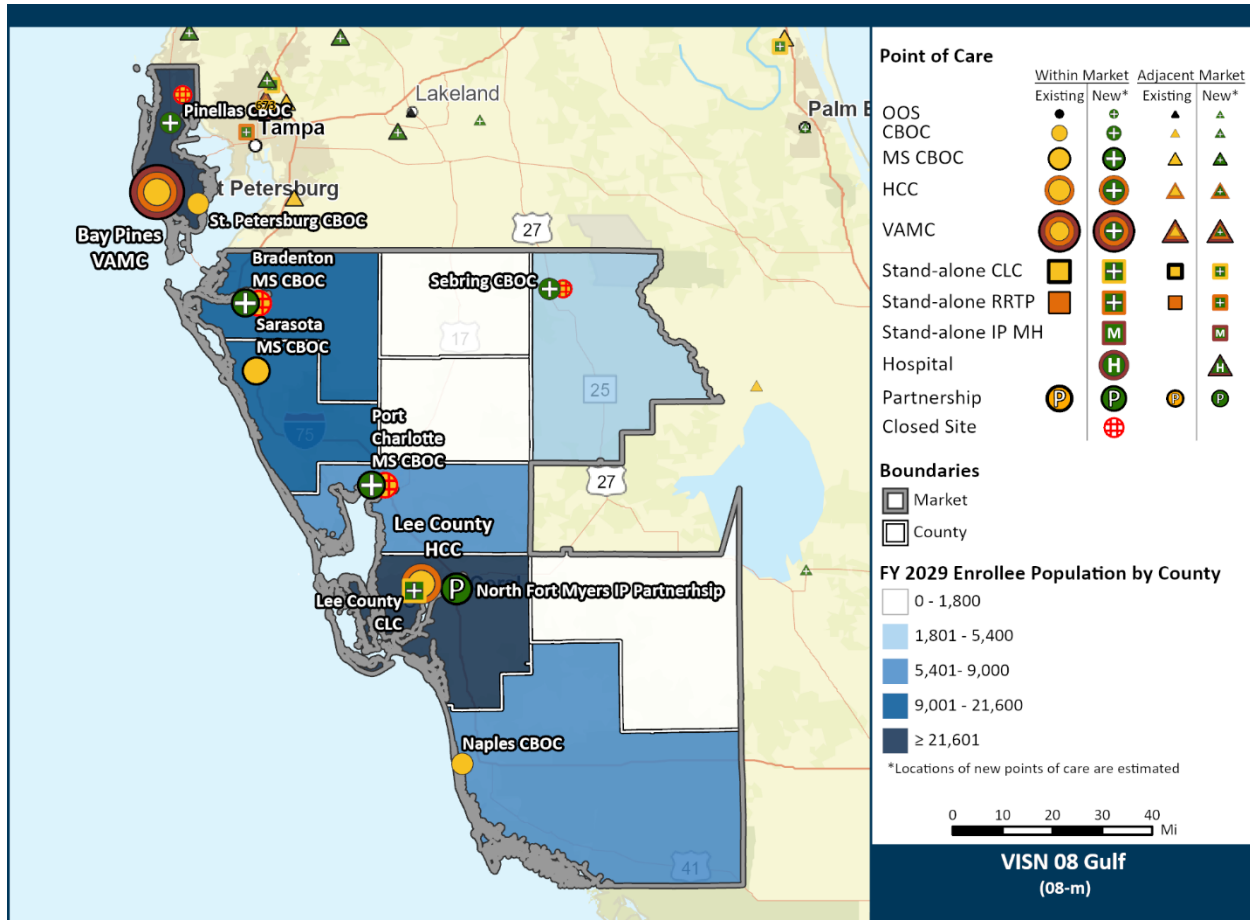 Lakeland
Pinellas CBOC
Tampa
Palm B
t Petersburg
St. Petersburg CBOC
Bay Pines
VAMC
27
Bradenton
MS CBOC
Sebring CBOC
Sarasota
MS CBOC
17
25
Port
Charlotte
MS CBOC
75
27
Lee County
HCC
North Fort Myers IP Partnerhsip
Lee County
CLC
Naples CBOC
41
Point of Care
Within Market Adjacent Market
Existing New* Existing New*
OOS
CBOC
MS CBOC
HCC
VAMC
Stand-alone CLC
Stand-alone RRTP
Stand-alone IP MH M M
Hospital H H
Partnership P P P P
Closed Site
Boundaries
Market
County
FY 2029 Enrollee Population by County
0 - 1,800
1,801 - 5,400
5,401- 9,000
9,001 - 21,600
≥ 21,601
*Locations of new points of care are estimated
0 10 20 30 40
Mi
VISN 08 Gulf
(08-m)